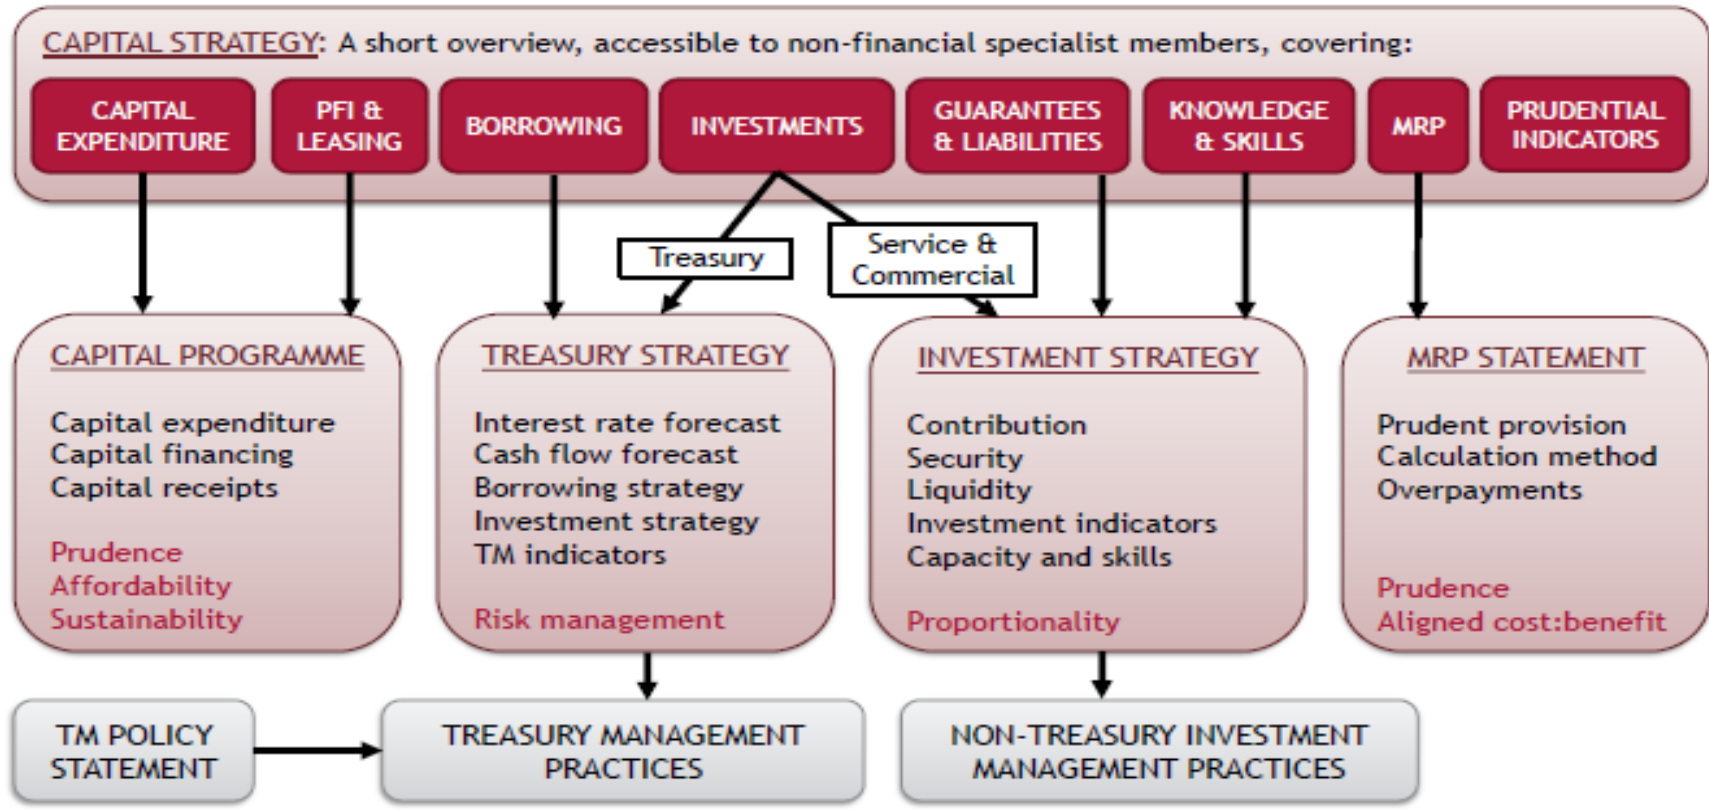 CAPITAL STRATEGY: A short overview, accessible to non-financial specialist members, covering:
CAPITAL
EXPENDITURE
PFI &
LEASING
BORROWING
INVESTMENTS
GUARANTEES
& LIABILITIES
KNOWLEDGE
& SKILLS
MRP
PRUDENTIAL
INDICATORS
Treasury
Service &
Commercial
CAPITAL PROGRAMME
Capital expenditure
Capital financing
Capital receipts
Prudence
Affordability
Sustainability
TREASURY STRATEGY
Interest rate forecast
Cash flow forecast
Borrowing strategy
Investment strategy
TM indicators
Risk management
INVESTMENT STRATEGY
Contribution
Security
Liquidity
Investment indicators
Capacity and skills
Proportionality
MRP STATEMENT
Prudent provision
Calculation method
Overpayments
Prudence
Aligned cost:benefit
TM POLICY
STATEMENT
TREASURY MANAGEMENT
PRACTICES
NON-TREASURY INVESTMENT
MANAGEMENT PRACTICES